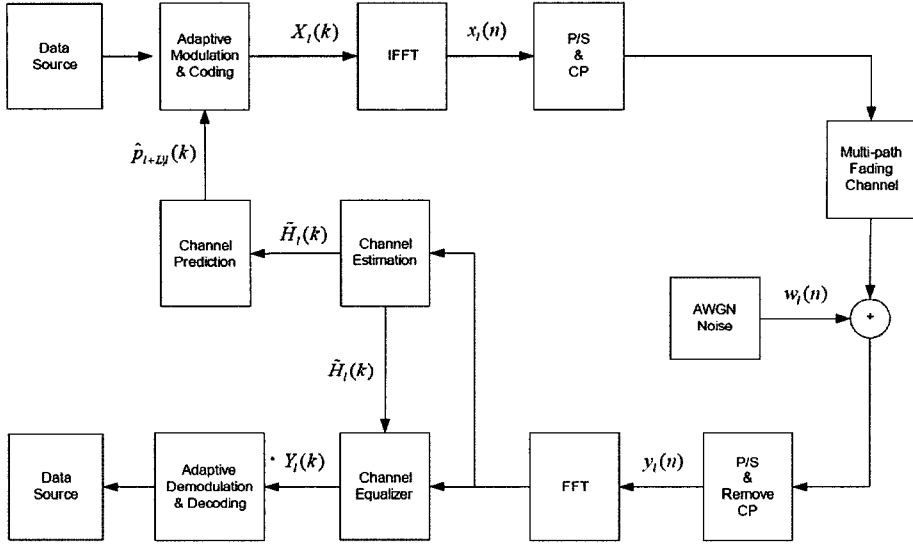 Data
Source
Adaptive
Modulation
& Coding
X_l(k)
IFFT
x_l(n)
P/S
&
CP
p̂_{l+L|l}(k)
Multi-path
Fading
Channel
Channel
Prediction
H̃_l(k)
Channel
Estimation
AWGN
Noise
w_l(n)
+
H̃_l(k)
Data
Source
Adaptive
Demodulation
& Decoding
Y_l(k)
Channel
Equalizer
FFT
y_l(n)
P/S
&
Remove
CP